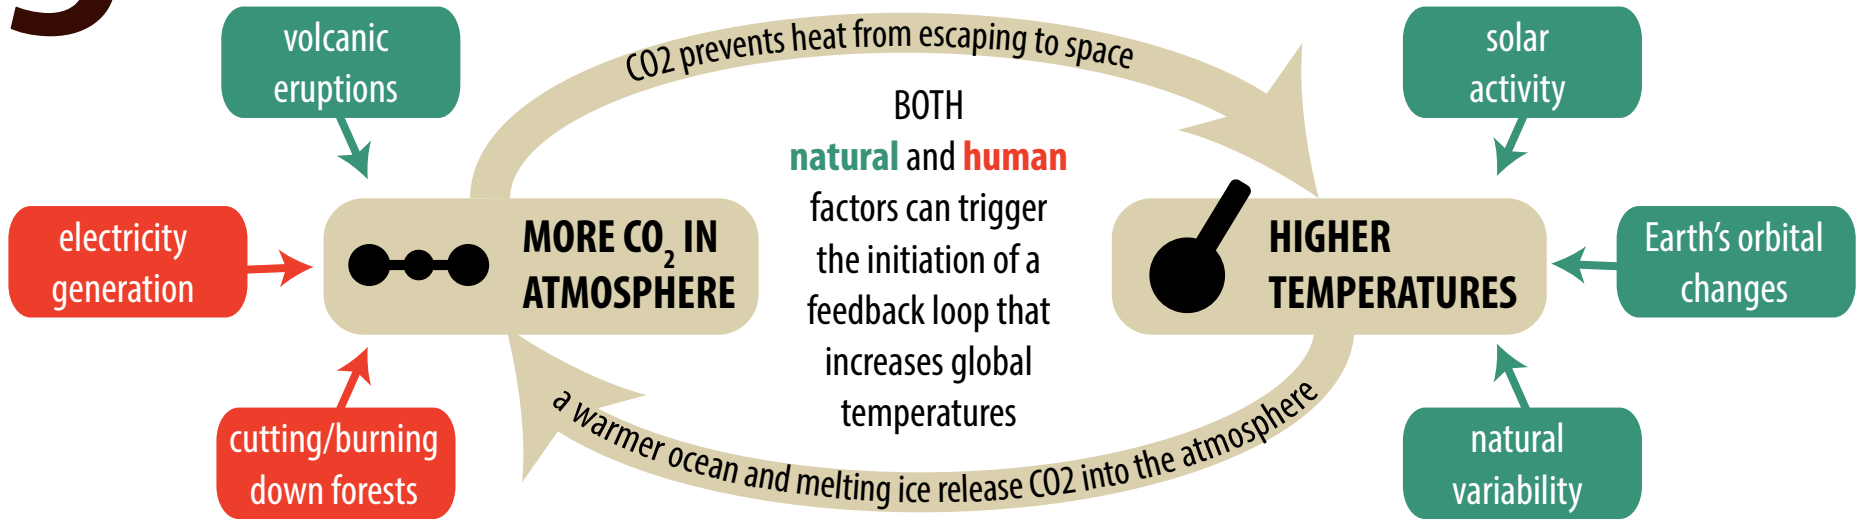 volcanic
eruptions
CO2 prevents heat from escaping to space
solar
activity
BOTH
natural and human
factors can trigger
the initiation of a
feedback loop that
increases global
temperatures
electricity
generation
MORE CO₂ IN
ATMOSPHERE
HIGHER
TEMPERATURES
Earth's orbital
changes
cutting/burning
down forests
a warmer ocean and melting ice release CO2 into the atmosphere
natural
variability